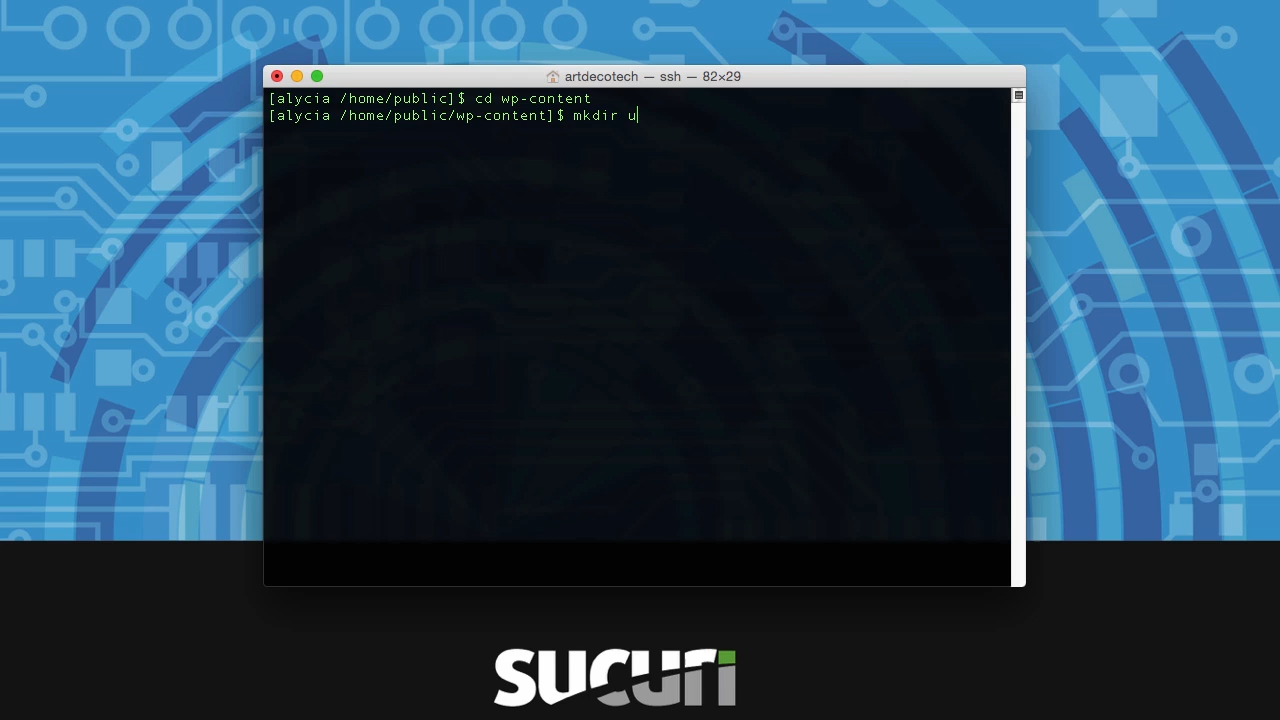 artdecotech — ssh — 82×29
[alycia /home/public]$ cd wp-content
[alycia /home/public/wp-content]$ mkdir u
sucuri